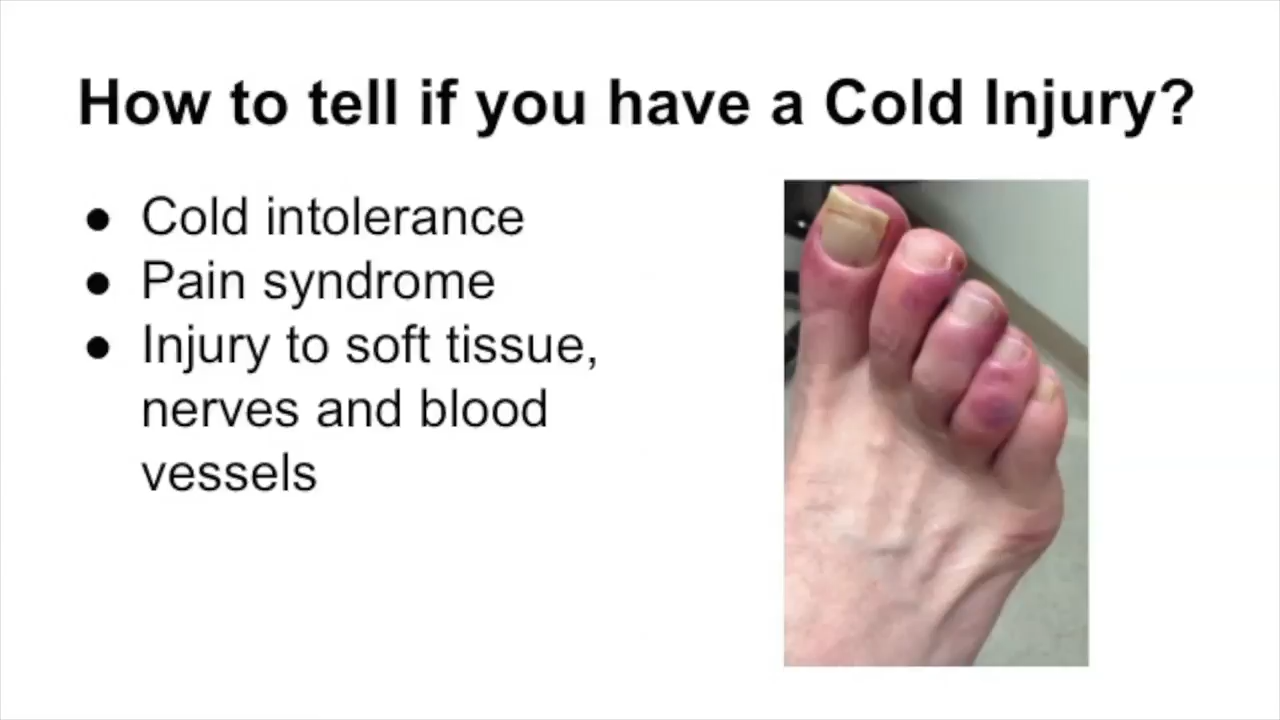 How to tell if you have a Cold Injury?
● Cold intolerance
● Pain syndrome
● Injury to soft tissue,
nerves and blood
vessels